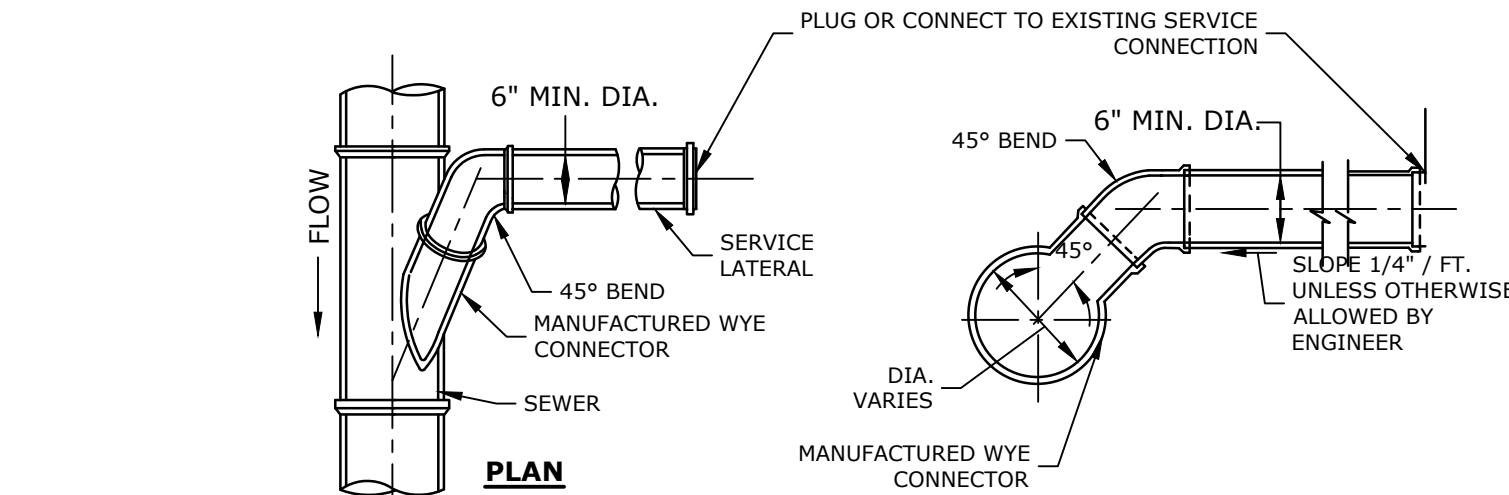 PLUG OR CONNECT TO EXISTING SERVICE
CONNECTION
6" MIN. DIA.
FLOW
SERVICE
LATERAL
45° BEND
MANUFACTURED WYE
CONNECTOR
SEWER
PLAN
6" MIN. DIA.
45° BEND
45°
SLOPE 1/4" / FT.
UNLESS OTHERWISE
ALLOWED BY
ENGINEER
DIA.
VARIES
MANUFACTURED WYE
CONNECTOR